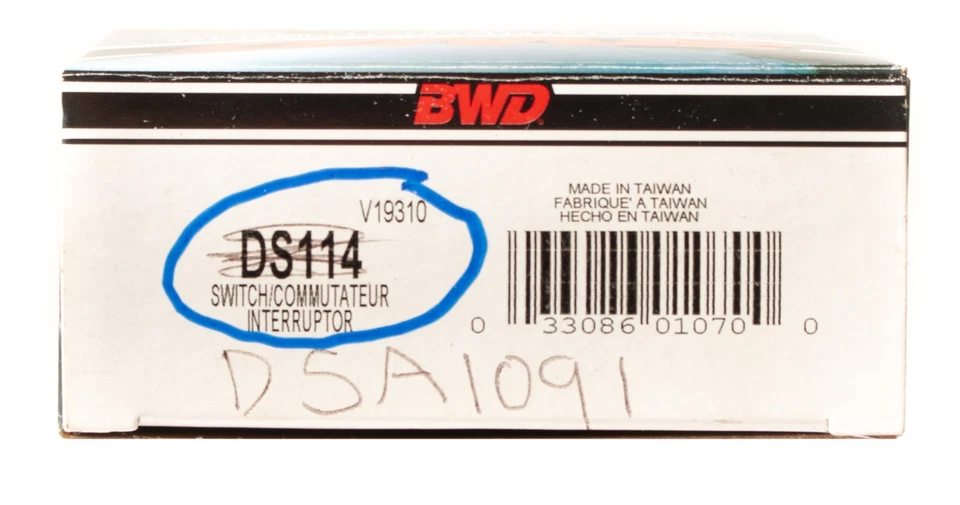 BWD
V19310
DS114
SWITCH/COMMUTATEUR
INTERRUPTOR
MADE IN TAIWAN
FABRIQUE' A TAIWAN
HECHO EN TAIWAN
0 33086 01070 0
DSA1091